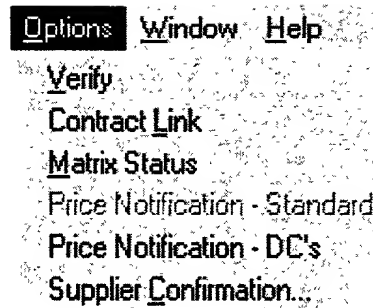 Options Window Help
Verify
Contract Link
Matrix Status
Price Notification - Standard
Price Notification - DC's
Supplier Confirmation...